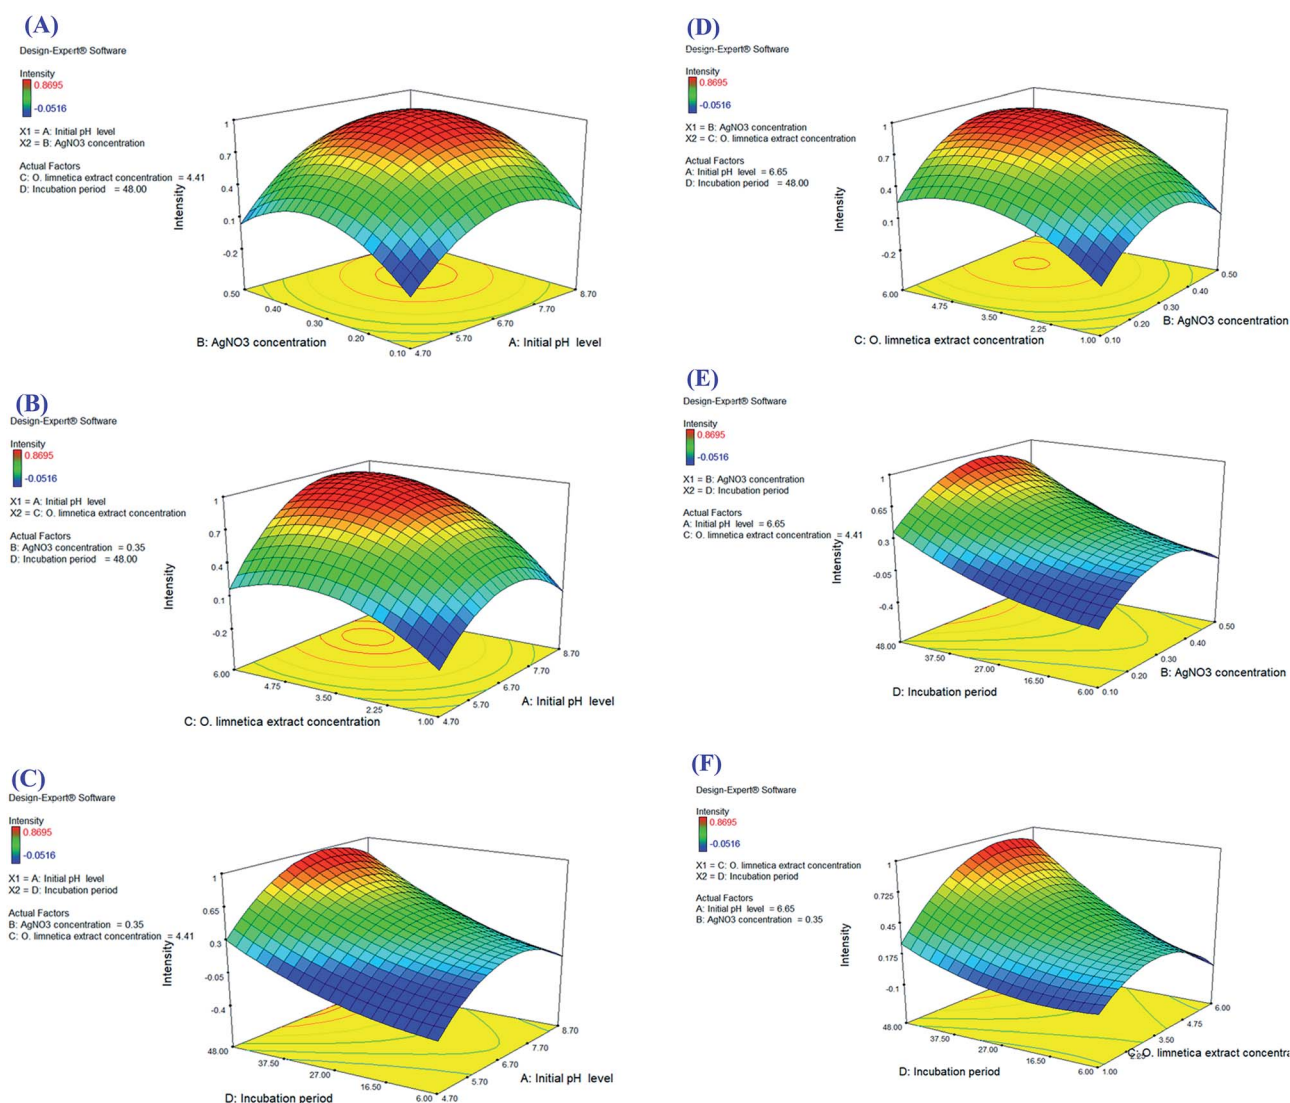 (A)
Design-Expert® Software
Intensity
0.8695
-0.0516
X1 = A: Initial pH level
X2 = B: AgNO3 concentration
Actual Factors
C: O. limnetica extract concentration = 4.41
D: Incubation period = 48.00
Intensity
1
0.7
0.4
0.1
-0.2
0.50
0.40
0.30
0.20
0.10
4.70
5.70
6.70
7.70
8.70
B: AgNO3 concentration
A: Initial pH level
(B)
Design-Expert® Software
Intensity
0.8695
-0.0516
X1 = A: Initial pH level
X2 = C: O. limnetica extract concentration
Actual Factors
B: AgNO3 concentration = 0.35
D: Incubation period = 48.00
Intensity
1
0.7
0.4
0.1
-0.2
6.00
4.75
3.50
2.25
1.00
4.70
5.70
6.70
7.70
8.70
C: O. limnetica extract concentration
A: Initial pH level
(C)
Design-Expert® Software
Intensity
0.8695
-0.0516
X1 = A: Initial pH level
X2 = D: Incubation period
Actual Factors
B: AgNO3 concentration = 0.35
C: O. limnetica extract concentration = 4.41
Intensity
1
0.65
0.3
-0.05
-0.4
48.00
37.50
27.00
16.50
6.00
4.70
5.70
6.70
7.70
8.70
D: Incubation period
A: Initial pH level
(D)
Design-Expert® Software
Intensity
0.8695
-0.0516
X1 = B: AgNO3 concentration
X2 = C: O. limnetica extract concentration
Actual Factors
A: Initial pH level = 6.65
D: Incubation period = 48.00
Intensity
1
0.7
0.4
0.1
-0.2
6.00
4.75
3.50
2.25
1.00
0.10
0.20
0.30
0.40
0.50
C: O. limnetica extract concentration
B: AgNO3 concentration
(E)
Design-Expert® Software
Intensity
0.8695
-0.0516
X1 = B: AgNO3 concentration
X2 = D: Incubation period
Actual Factors
A: Initial pH level = 6.65
C: O. limnetica extract concentration = 4.41
Intensity
1
0.65
0.3
-0.05
-0.4
48.00
37.50
27.00
16.50
6.00
0.10
0.20
0.30
0.40
0.50
D: Incubation period
B: AgNO3 concentration
(F)
Design-Expert® Software
Intensity
0.8695
-0.0516
X1 = C: O. limnetica extract concentration
X2 = D: Incubation period
Actual Factors
A: Initial pH level = 6.65
B: AgNO3 concentration = 0.35
Intensity
1
0.725
0.45
0.175
-0.1
48.00
37.50
27.00
16.50
6.00
1.00
2.25
3.50
4.75
6.00
D: Incubation period
C: O. limnetica extract concentra